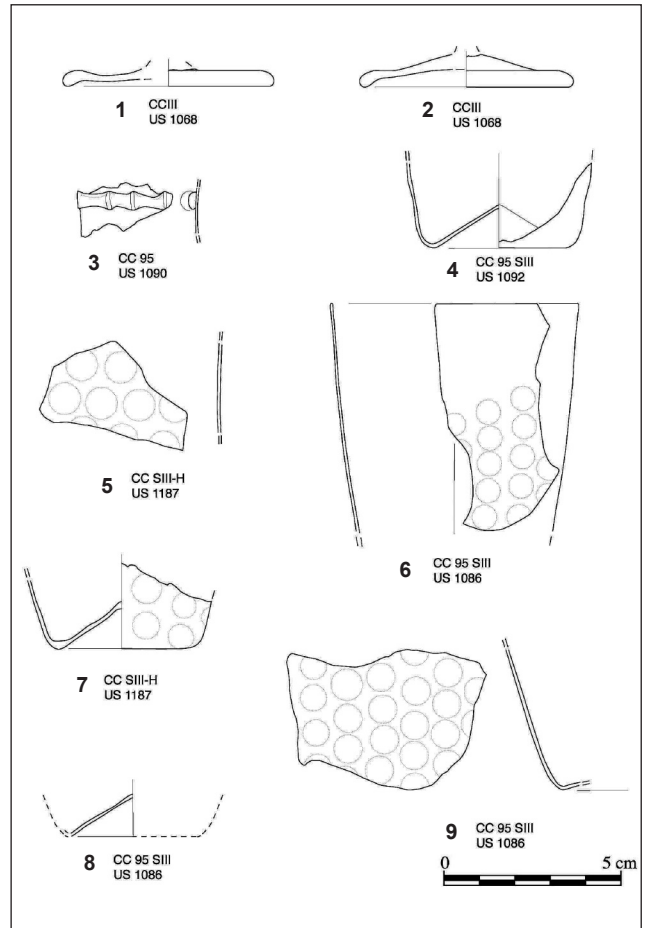 1 CCIII
US 1068
2 CCIII
US 1068
3 CC 95
US 1090
4 CC 95 SIII
US 1092
5 CC SIII-H
US 1187
6 CC 95 SIII
US 1086
7 CC SIII-H
US 1187
8 CC 95 SIII
US 1086
9 CC 95 SIII
US 1086
0 5 cm